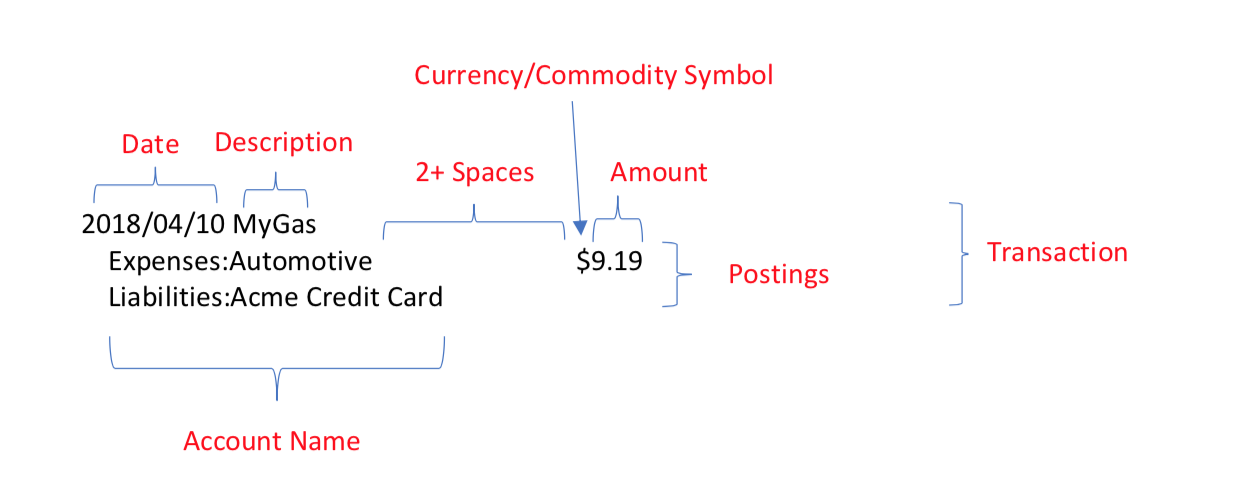 Currency/Commodity Symbol
Date
Description
2+ Spaces
Amount
2018/04/10 MyGas
Expenses:Automotive $9.19
Liabilities:Acme Credit Card
Postings
Transaction
Account Name